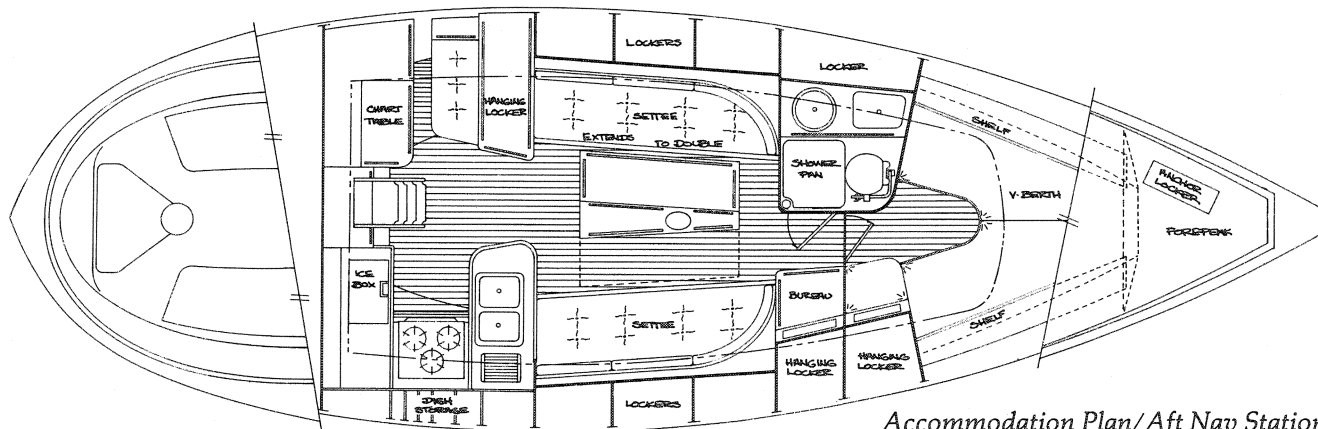 LOCKERS
LOCKER
CHART
TABLE
HANGING
LOCKER
SETTEE
EXTENDS TO DOUBLE
SHOWER
PAN
SHELF
V-BERTH
ANCHOR
LOCKER
FOREPEAK
ICE
BOX
SETTEE
BUREAU
SHELF
HANGING
LOCKER
HANGING
LOCKER
DISH
STORAGE
LOCKERS
Accommodation Plan/Aft Nav Station